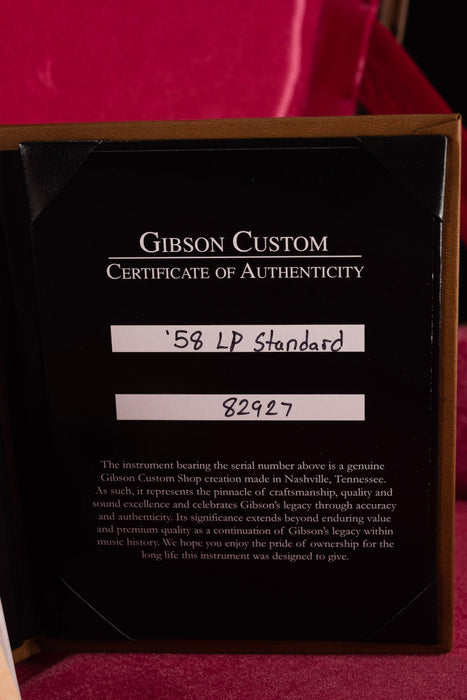 GIBSON CUSTOM
CERTIFICATE OF AUTHENTICITY
'58 LP Standard
82927
The instrument bearing the serial number above is a genuine
Gibson Custom Shop creation made in Nashville, Tennessee.
As such, it represents the pinnacle of craftsmanship, quality and
sound excellence and celebrates Gibson's legacy through accuracy
and authenticity. Its significance extends beyond enduring value
and premium quality as a continuation of Gibson's legacy within
music history. We hope you enjoy the pride of ownership for the
long life this instrument was designed to give.